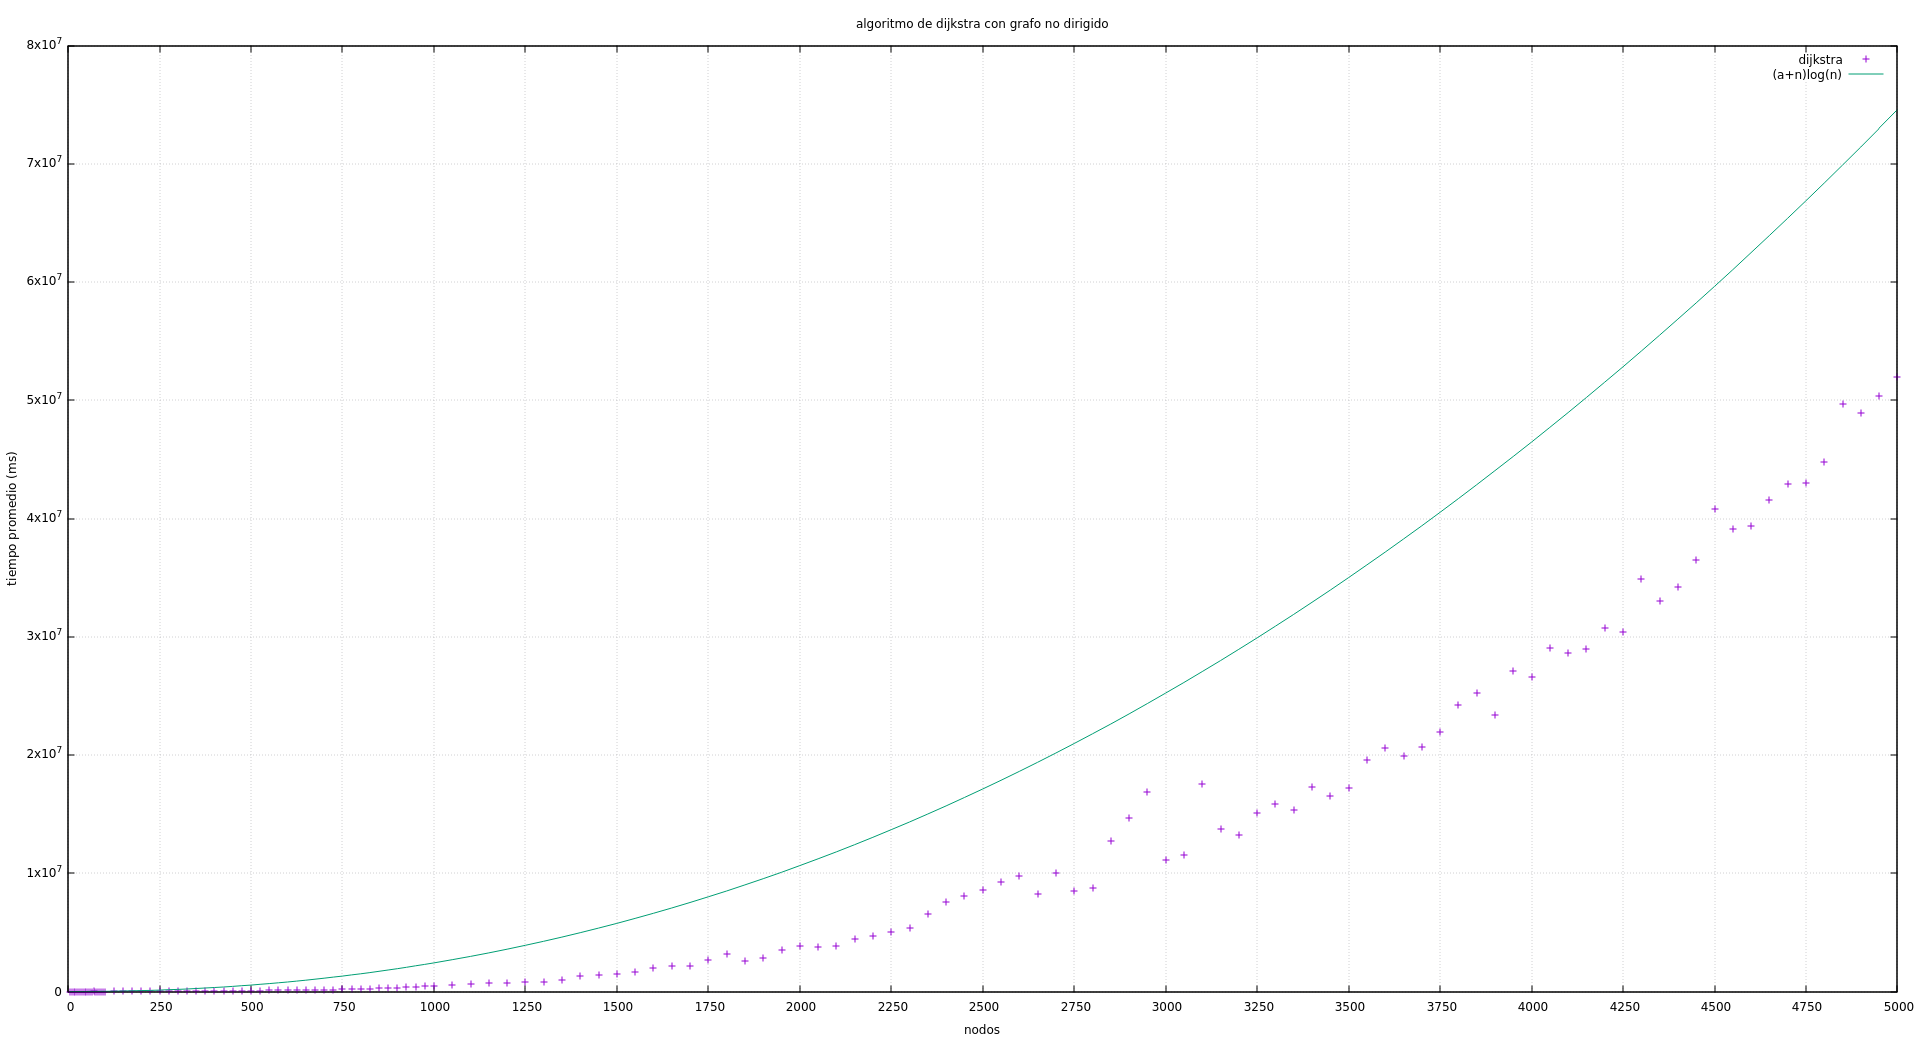 algoritmo de dijkstra con grafo no dirigido
dijkstra
(a+n)log(n)
8x10^7
7x10^7
6x10^7
5x10^7
4x10^7
3x10^7
2x10^7
1x10^7
0
tiempo promedio (ms)
0 250 500 750 1000 1250 1500 1750 2000 2250 2500 2750 3000 3250 3500 3750 4000 4250 4500 4750 5000
nodos